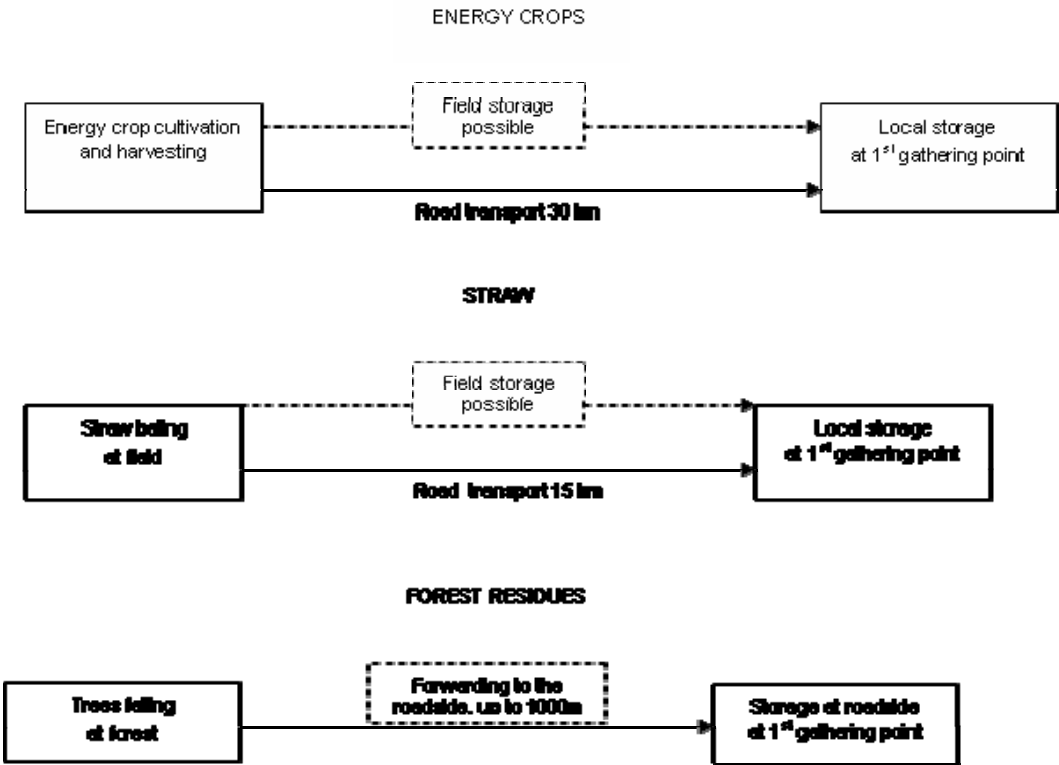 ENERGY CROPS
Energy crop cultivation
and harvesting
Field storage
possible
Local storage
at 1st gathering point
Road transport 30 km
STRAW
Straw baling
at field
Field storage
possible
Local storage
at 1st gathering point
Road transport 15 km
FOREST RESIDUES
Trees felling
at forest
Forwarding to the
roadside, up to 1000m
Storage at roadside
at 1st gathering point